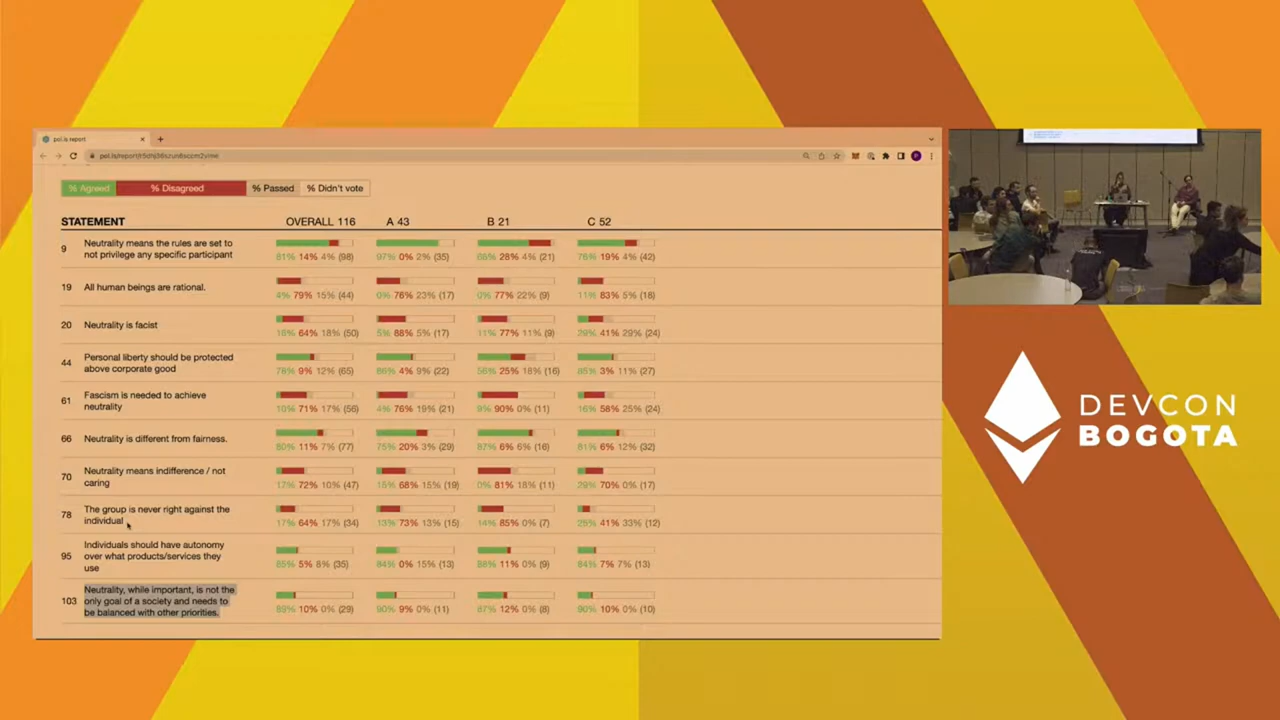 pol.is report
pol.is/report/r5dhj36szun8sccm2vime
% Agreed % Disagreed % Passed % Didn't vote
STATEMENT OVERALL 116 A 43 B 21 C 52
9 Neutrality means the rules are set to
not privilege any specific participant
81% 14% 4% (98) 97% 0% 2% (35) 66% 28% 4% (21) 76% 19% 4% (42)
19 All human beings are rational.
4% 79% 15% (44) 0% 76% 23% (17) 0% 77% 22% (9) 11% 83% 5% (18)
20 Neutrality is facist
16% 64% 18% (50) 5% 88% 5% (17) 11% 77% 11% (9) 29% 41% 29% (24)
44 Personal liberty should be protected
above corporate good
78% 9% 12% (65) 86% 4% 9% (22) 56% 25% 18% (16) 85% 3% 11% (27)
61 Fascism is needed to achieve
neutrality
10% 71% 17% (56) 4% 76% 19% (21) 9% 90% 0% (11) 16% 58% 25% (24)
66 Neutrality is different from fairness.
80% 11% 7% (77) 75% 20% 3% (29) 87% 6% 6% (16) 81% 6% 12% (32)
70 Neutrality means indifference / not
caring
17% 72% 10% (47) 15% 68% 15% (19) 0% 81% 18% (11) 29% 70% 0% (17)
78 The group is never right against the
individual
17% 64% 17% (34) 13% 73% 13% (15) 14% 85% 0% (7) 25% 41% 33% (12)
95 Individuals should have autonomy
over what products/services they
use
85% 5% 8% (35) 84% 0% 15% (13) 88% 11% 0% (9) 84% 7% 7% (13)
103 Neutrality, while important, is not the
only goal of a society and needs to
be balanced with other priorities.
89% 10% 0% (29) 90% 9% 0% (11) 87% 12% 0% (8) 90% 10% 0% (10)
DEVCON
BOGOTA